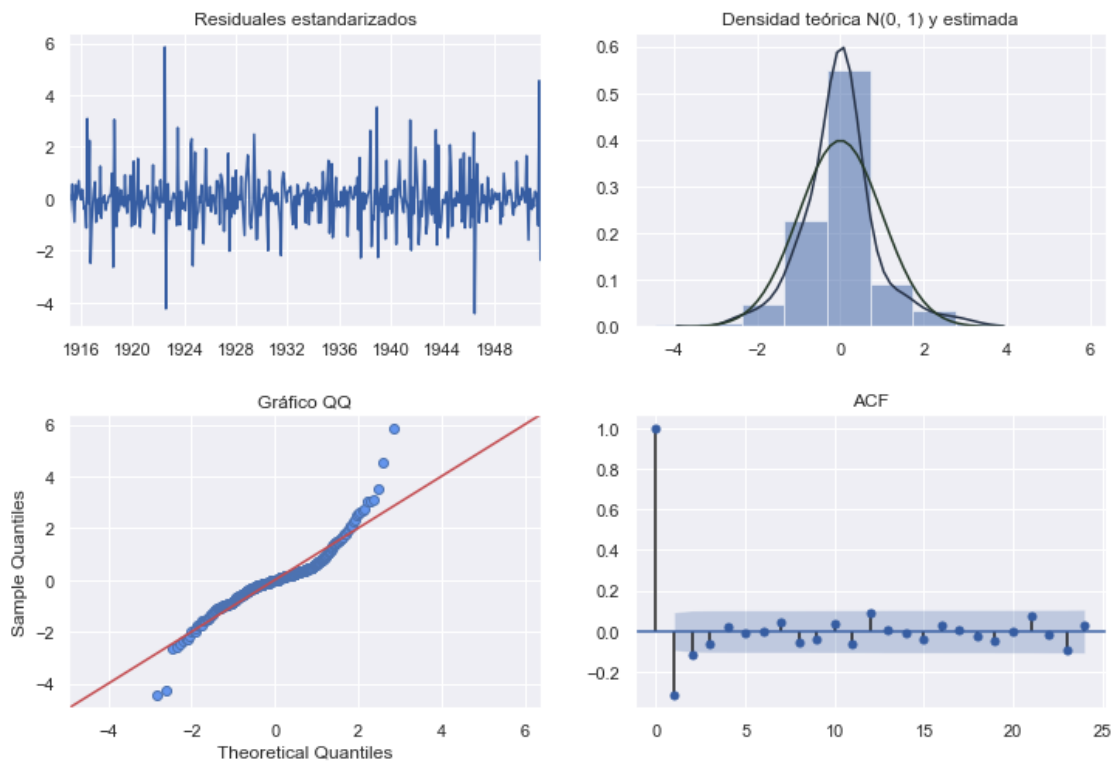 Residuales estandarizados
6
4
2
0
−2
−4
1916 1920 1924 1928 1932 1936 1940 1944 1948
Densidad teórica N(0, 1) y estimada
0.6
0.5
0.4
0.3
0.2
0.1
0.0
−4 −2 0 2 4 6
Gráfico QQ
Sample Quantiles
6
4
2
0
−2
−4
−4 −2 0 2 4 6
Theoretical Quantiles
ACF
1.0
0.8
0.6
0.4
0.2
0.0
−0.2
0 5 10 15 20 25